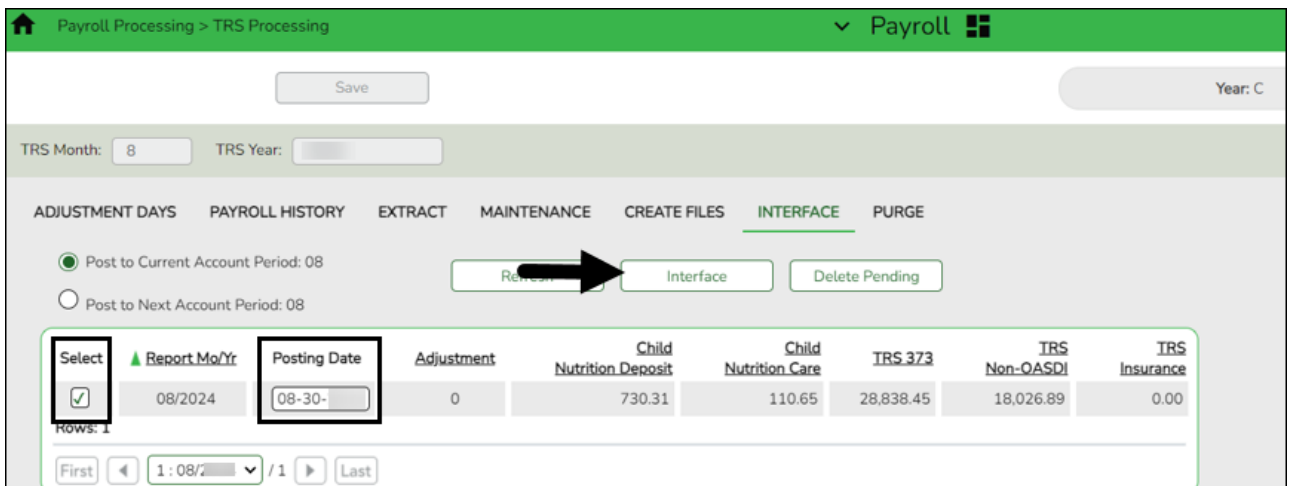 Payroll Processing > TRS Processing
Payroll
Save
Year: C
TRS Month: 8 TRS Year:
ADJUSTMENT DAYS PAYROLL HISTORY EXTRACT MAINTENANCE CREATE FILES INTERFACE PURGE
Post to Current Account Period: 08
Interface Delete Pending
Post to Next Account Period: 08
Select Report Mo/Yr Posting Date Adjustment Child Nutrition Deposit Child Nutrition Care TRS 373 TRS Non-OASDI TRS Insurance
08/2024 08-30- 0 730.31 110.65 28,838.45 18,026.89 0.00
Rows: 1
First 1 : 08/ / 1 Last